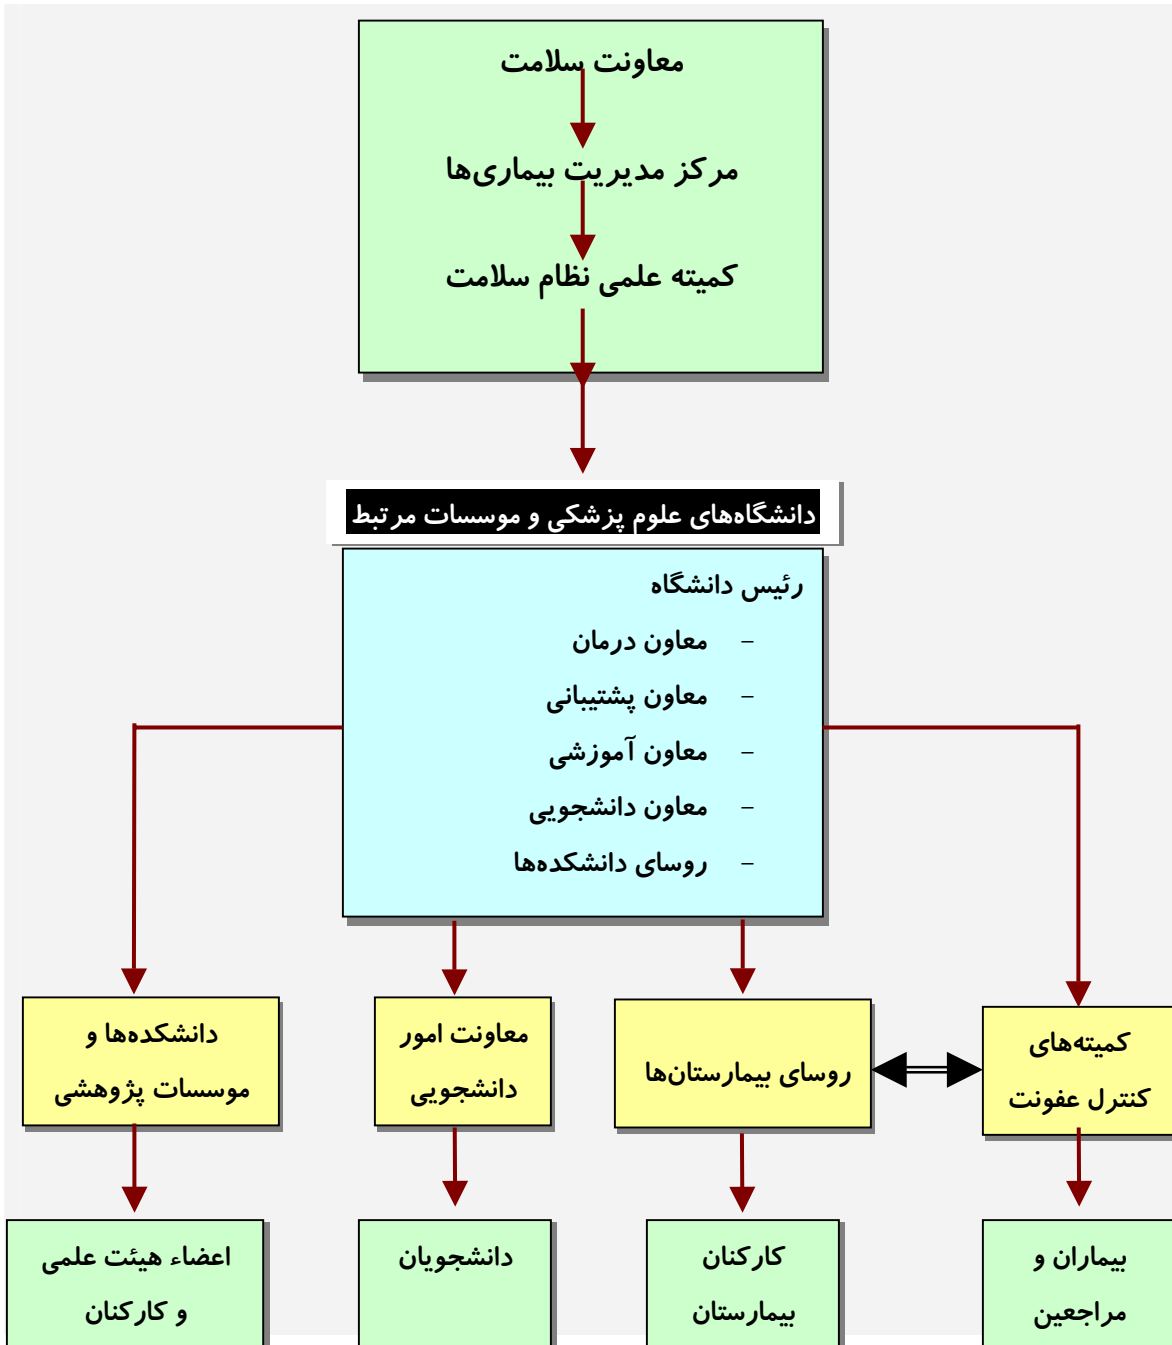 معاونت سلامت
مرکز مدیریت بیماری‌ها
کمیته علمی نظام سلامت
دانشگاه‌های علوم پزشکی و موسسات مرتبط
رئیس دانشگاه
– معاون درمان
– معاون پشتیبانی
– معاون آموزشی
– معاون دانشجویی
– روسای دانشکده‌ها
کمیته‌های
کنترل عفونت
روسای بیمارستان‌ها
معاونت امور
دانشجویی
دانشکده‌ها و
موسسات پژوهشی
بیماران و
مراجعین
کارکنان
بیمارستان
دانشجویان
اعضاء هیئت علمی
و کارکنان